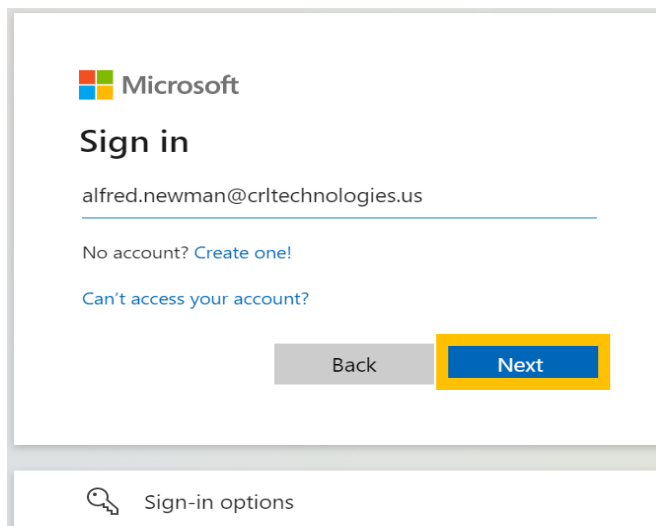 Microsoft
Sign in
alfred.newman@crltechnologies.us
No account? Create one!
Can't access your account?
Back Next
Sign-in options